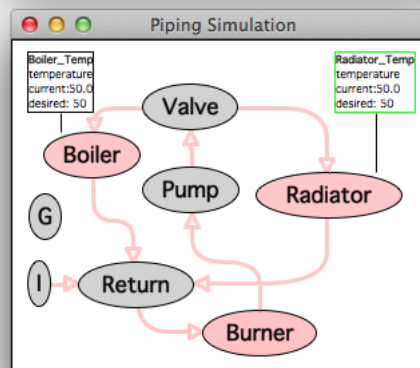 Piping Simulation
Boiler_Temp
temperature
current:50.0
desired: 50
Radiator_Temp
temperature
current:50.0
desired: 50
Valve
Boiler
Pump
Radiator
G
I
Return
Burner